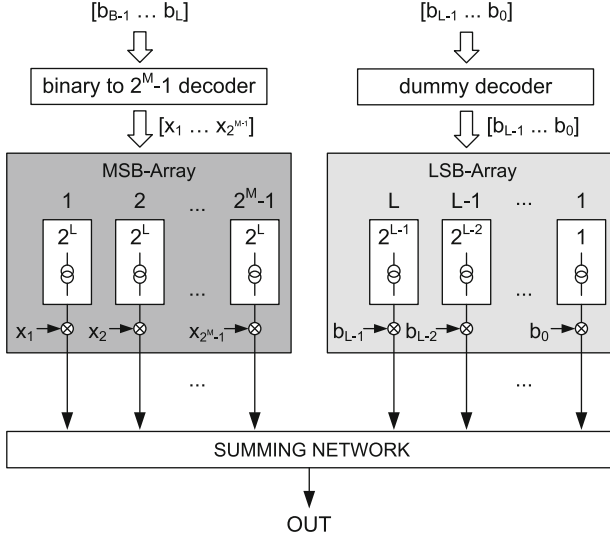 [b_{B-1} ... b_L] [b_{L-1} ... b_0]
binary to 2^M-1 decoder dummy decoder
[x_1 ... x_{2^{M-1}}] [b_{L-1} ... b_0]
MSB-Array LSB-Array
1 2 ... 2^M-1 L L-1 ... 1
2^L 2^L 2^L 2^{L-1} 2^{L-2} 1
... ...
x_1 x_2 x_{2^M-1} b_{L-1} b_{L-2} b_0
... ...
SUMMING NETWORK
OUT